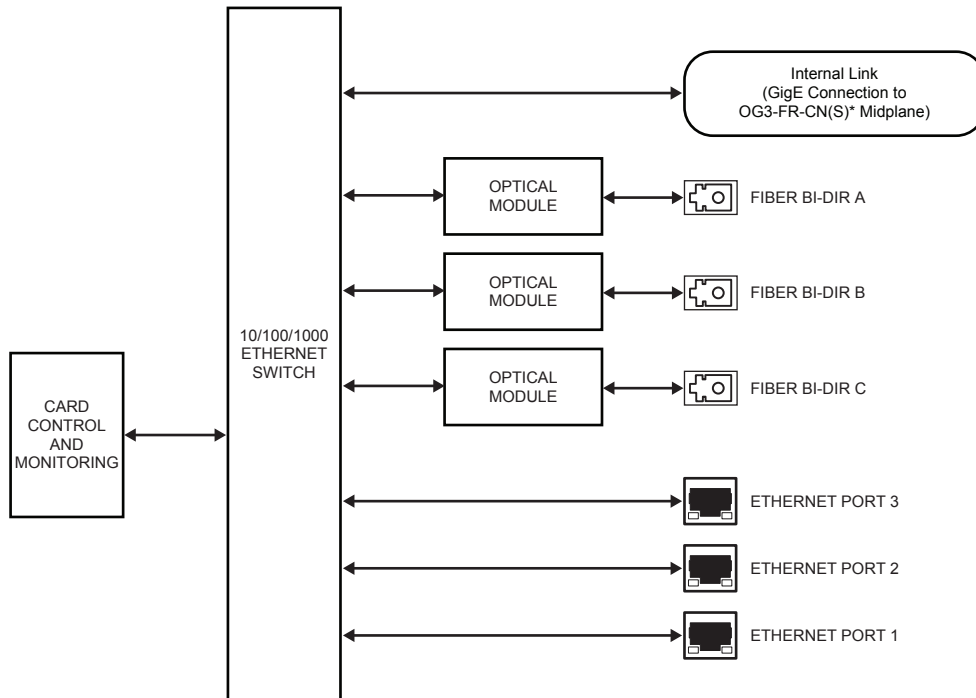 Internal Link
(GigE Connection to
OG3-FR-CN(S)* Midplane)
OPTICAL
MODULE
FIBER BI-DIR A
OPTICAL
MODULE
FIBER BI-DIR B
10/100/1000
ETHERNET
SWITCH
OPTICAL
MODULE
FIBER BI-DIR C
CARD
CONTROL
AND
MONITORING
ETHERNET PORT 3
ETHERNET PORT 2
ETHERNET PORT 1